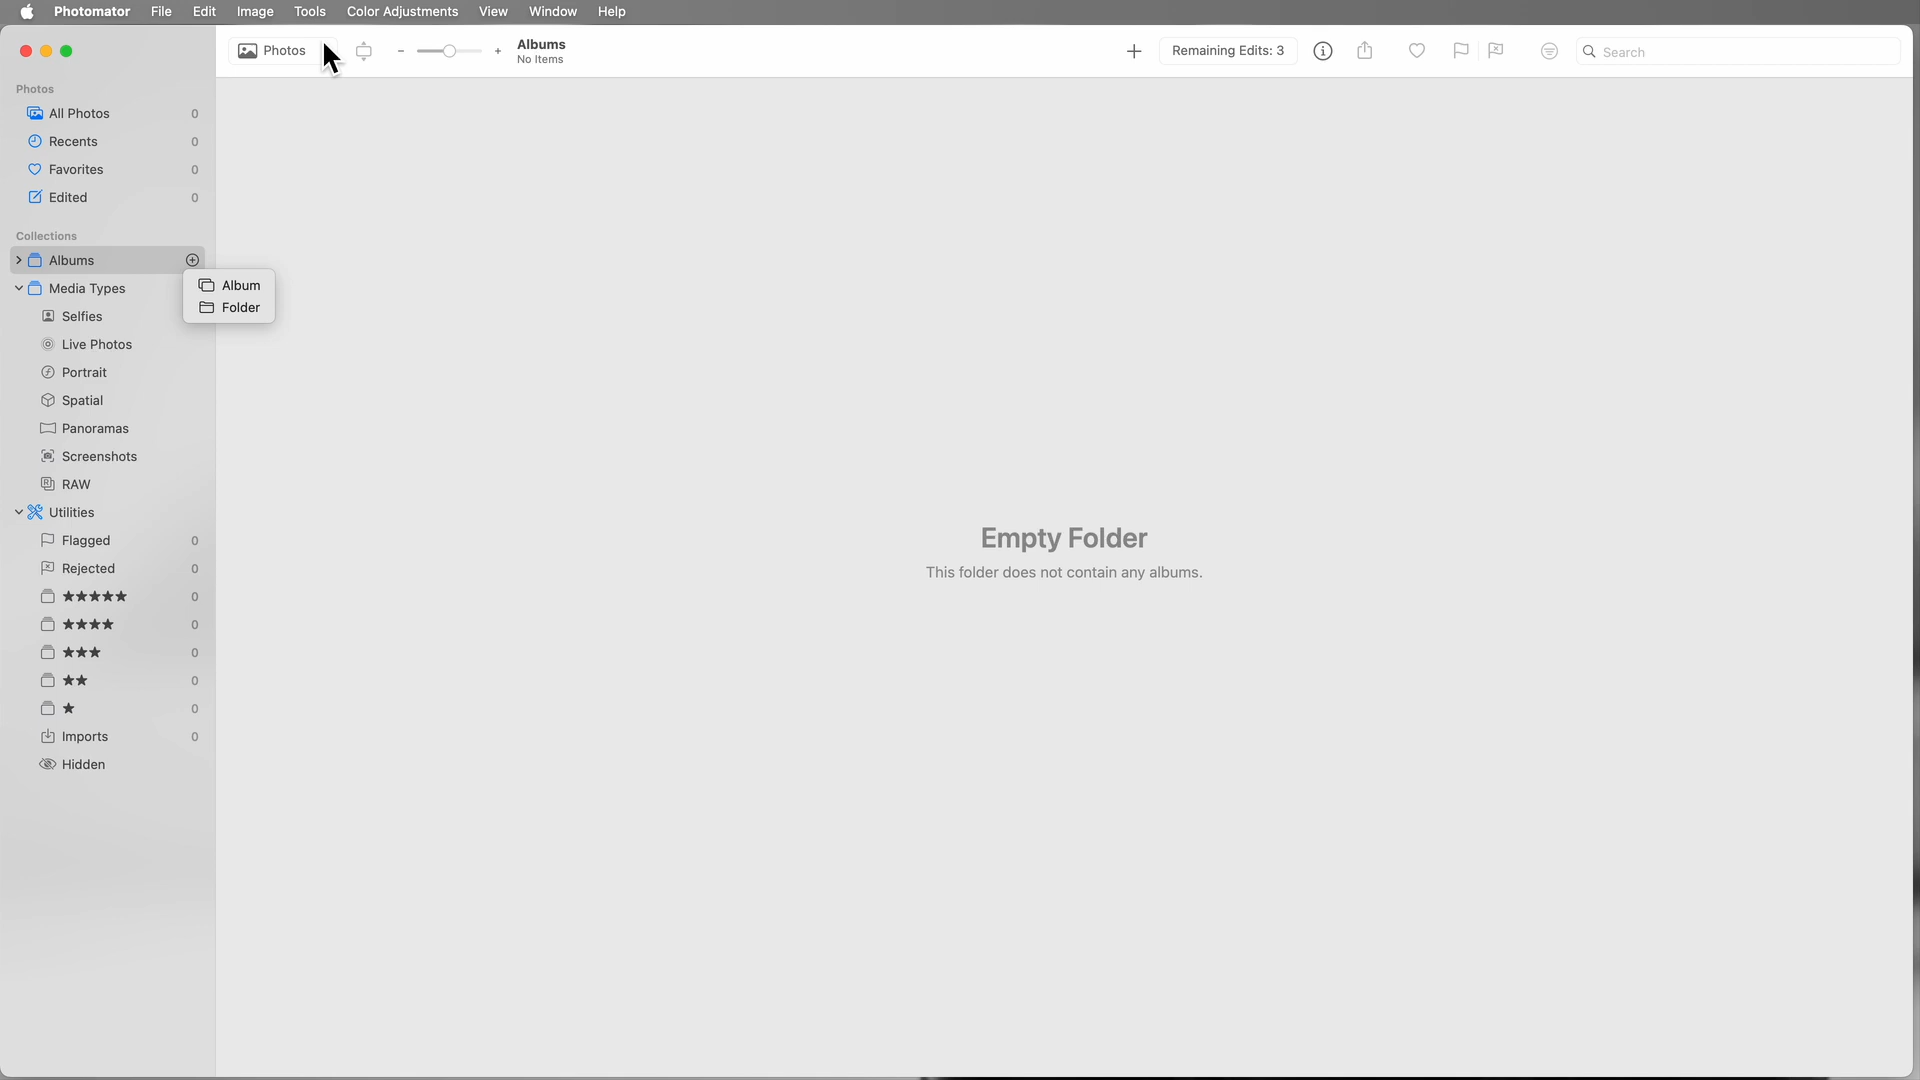 Photomator File Edit Image Tools Color Adjustments View Window Help
Photos
Albums
No Items
Remaining Edits: 3
Search
Photos
All Photos 0
Recents 0
Favorites 0
Edited 0
Collections
Albums
Album
Media Types
Folder
Selfies
Live Photos
Portrait
Spatial
Panoramas
Screenshots
RAW
Utilities
Flagged 0
Rejected 0
★★★★★ 0
★★★★ 0
★★★ 0
★★ 0
★ 0
Imports 0
Hidden
Empty Folder
This folder does not contain any albums.